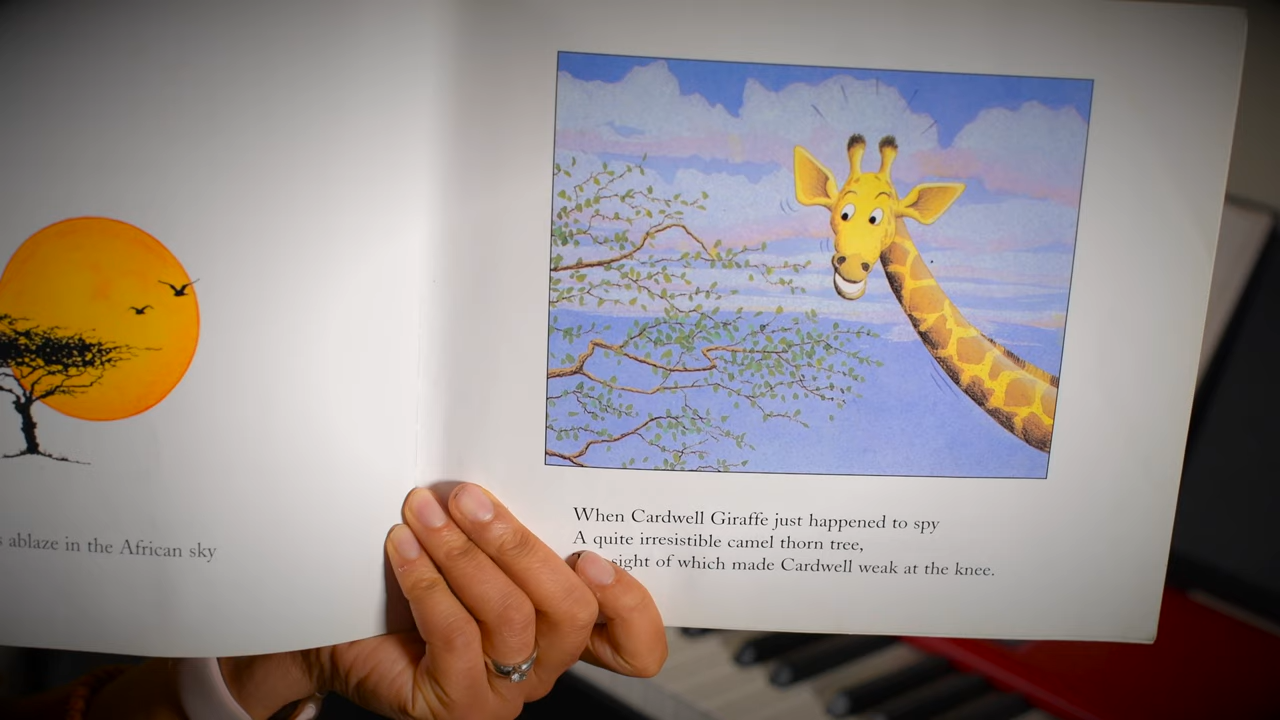 ablaze in the African sky
When Cardwell Giraffe just happened to spy
A quite irresistible camel thorn tree,
sight of which made Cardwell weak at the knee.